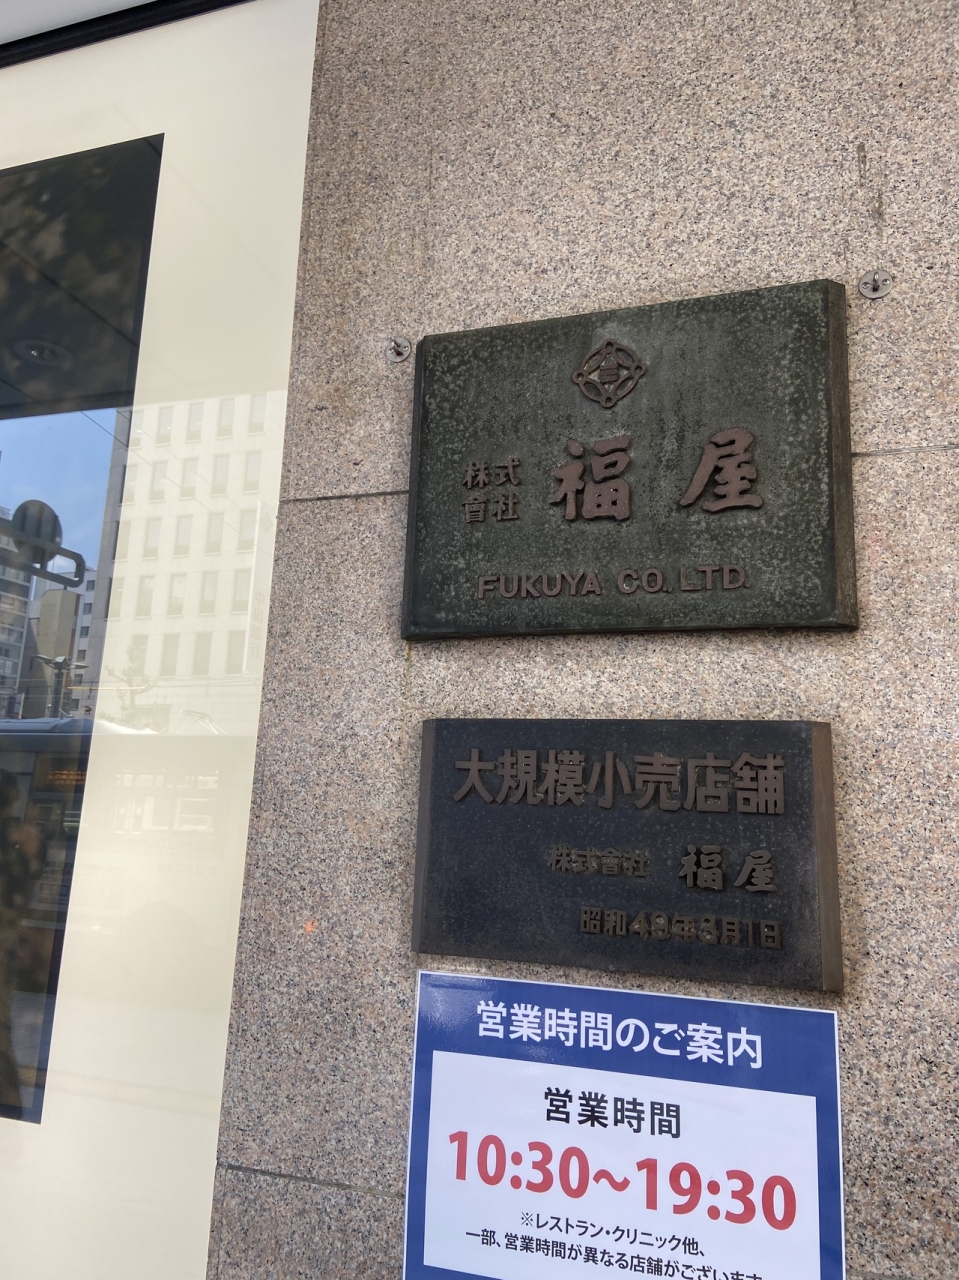 株式
會社
福屋
FUKUYA CO. LTD.
大規模小売店舗
株式會社 福屋
昭和49年3月1日
営業時間のご案内
営業時間
10:30～19:30
※レストラン・クリニック他、
一部、営業時間が異なる店舗がございます